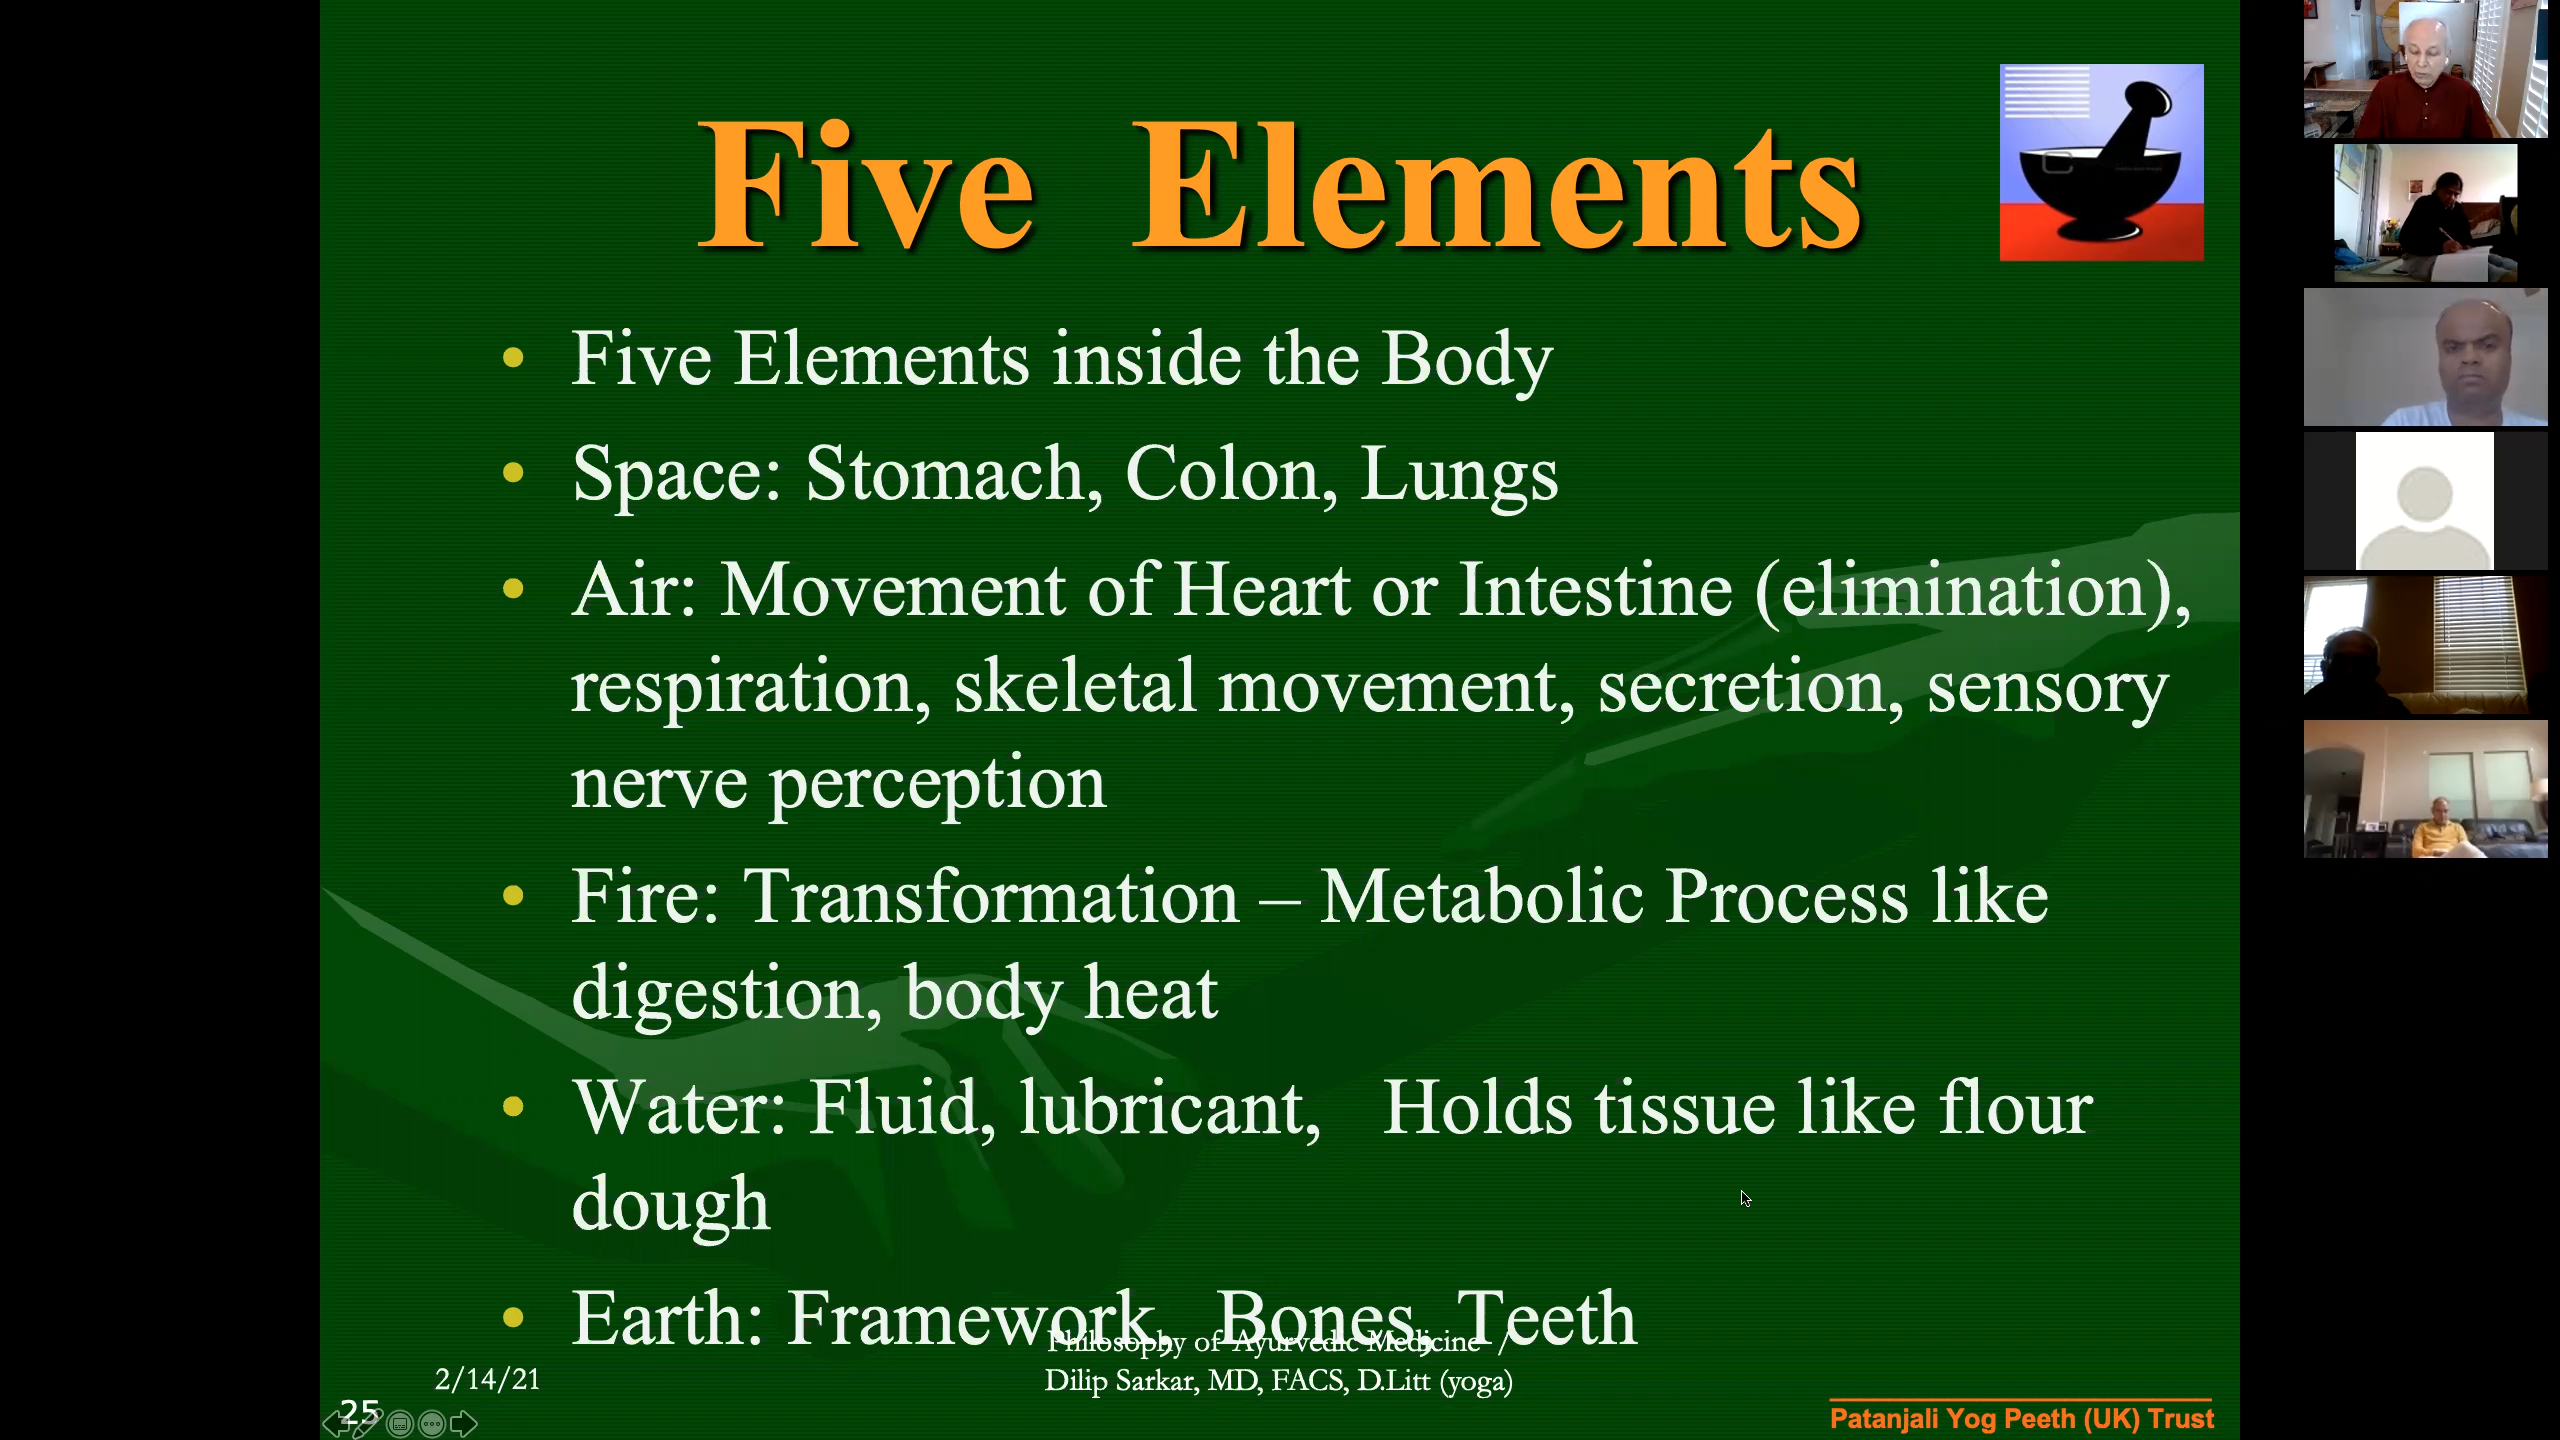 Five Elements
• Five Elements inside the Body
• Space: Stomach, Colon, Lungs
• Air: Movement of Heart or Intestine (elimination),
respiration, skeletal movement, secretion, sensory
nerve perception
• Fire: Transformation – Metabolic Process like
digestion, body heat
• Water: Fluid, lubricant, Holds tissue like flour
dough
• Earth: Framework, Bones, Teeth
Philosophy of Ayurvedic Medicine /
Dilip Sarkar, MD, FACS, D.Litt (yoga)
2/14/21
25
Patanjali Yog Peeth (UK) Trust